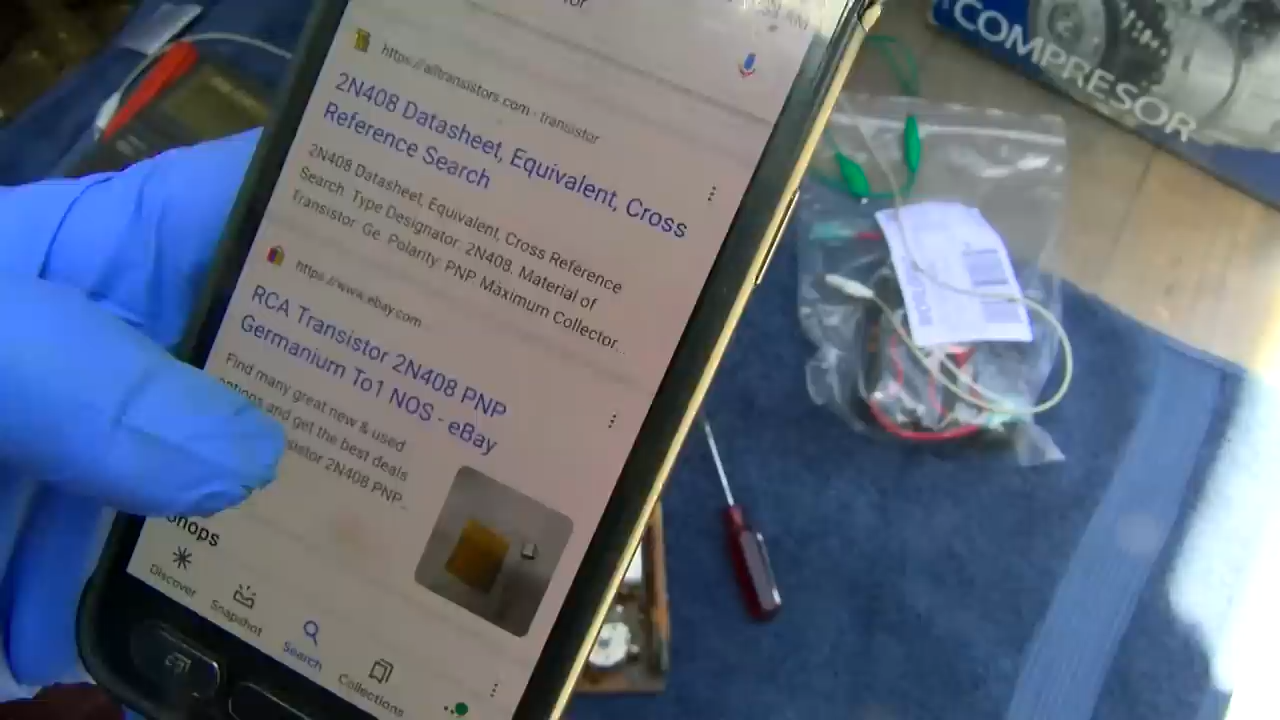 https://alltransistors.com › transistor
2N408 Datasheet, Equivalent, Cross
Reference Search
2N408 Datasheet, Equivalent, Cross Reference
Search. Type Designator: 2N408. Material of
Transistor: Ge. Polarity: PNP. Maximum Collector...
https://www.ebay.com
RCA Transistor 2N408 PNP
Germanium To1 NOS - eBay
Find many great new & used
options and get the best deals
2N408 PNP...
Shops
Discover
Snapshot
Search
Collections
COMPRESOR